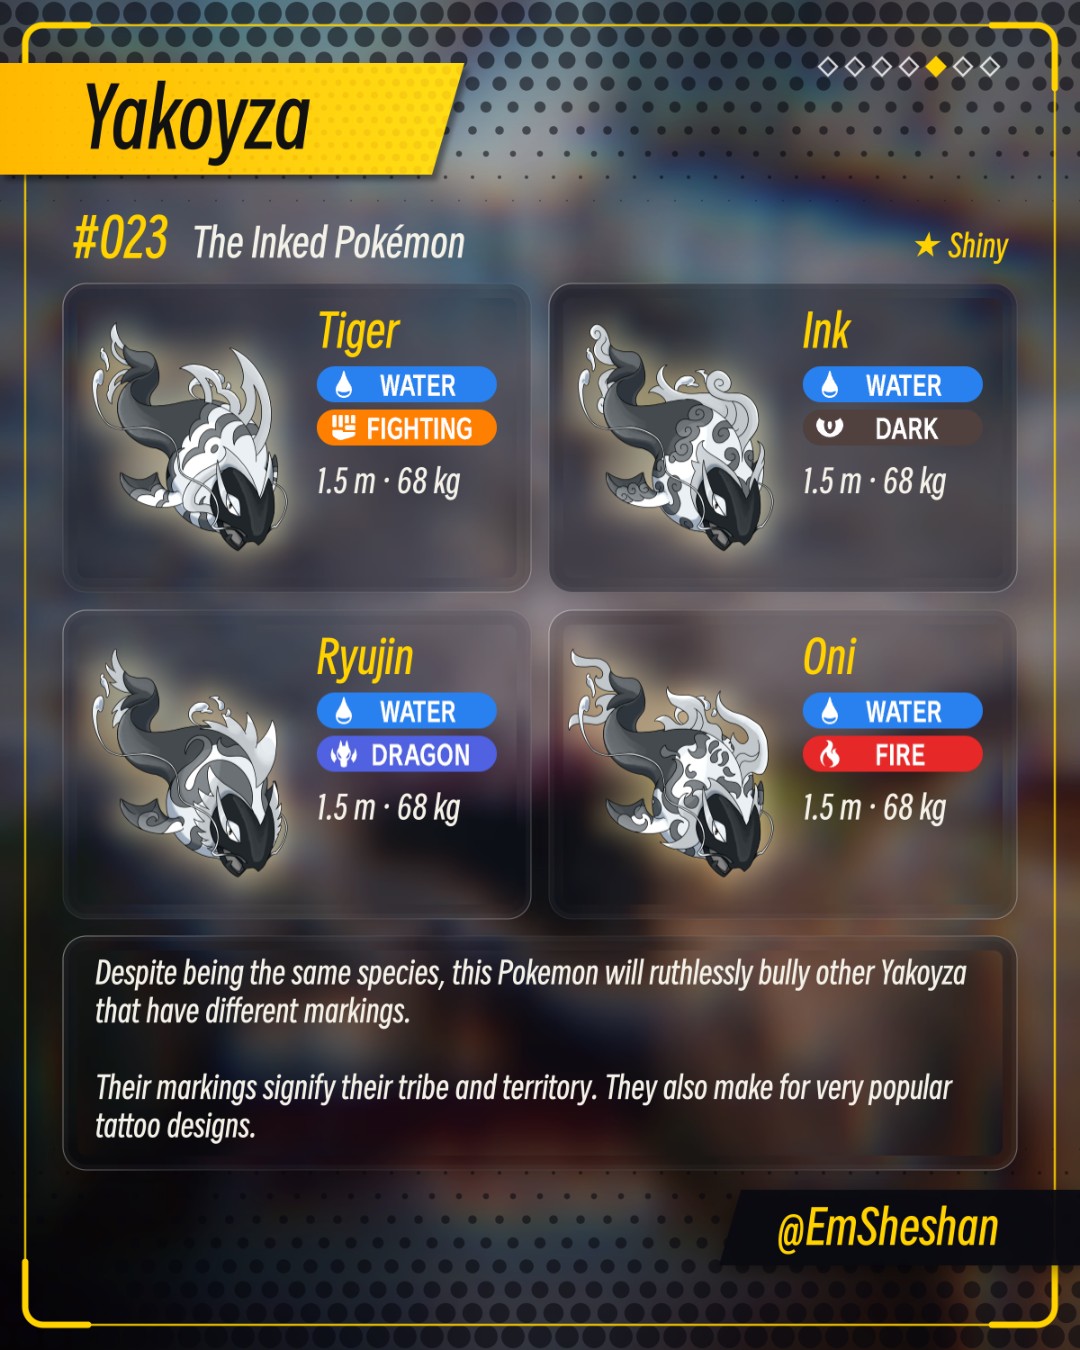 Yakoyza
#023 The Inked Pokémon
★ Shiny
Tiger
WATER
FIGHTING
1.5 m · 68 kg
Ink
WATER
DARK
1.5 m · 68 kg
Ryujin
WATER
DRAGON
1.5 m · 68 kg
Oni
WATER
FIRE
1.5 m · 68 kg
Despite being the same species, this Pokemon will ruthlessly bully other Yakoyza
that have different markings.
Their markings signify their tribe and territory. They also make for very popular
tattoo designs.
@EmSheshan